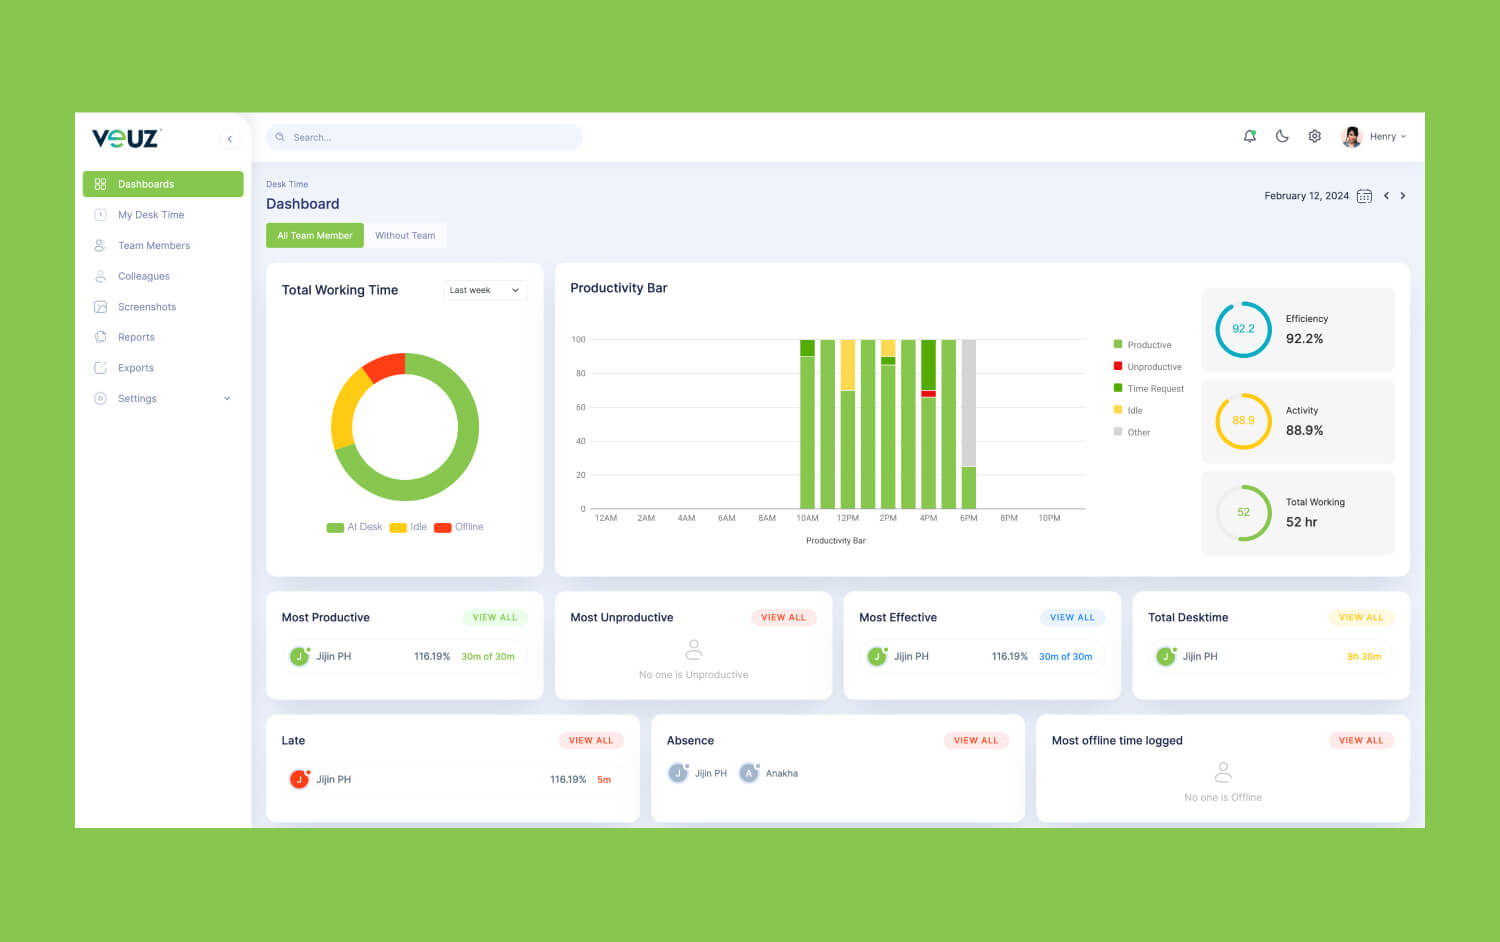 veuz
Search...
Henry
Dashboards
My Desk Time
Team Members
Colleagues
Screenshots
Reports
Exports
Settings
Desk Time
Dashboard
February 12, 2024
All Team Member Without Team
Total Working Time
Last week
At Desk Idle Offline
Productivity Bar
100
80
60
40
20
0
12AM 2AM 4AM 6AM 8AM 10AM 12PM 2PM 4PM 6PM 8PM 10PM
Productivity Bar
Productive
Unproductive
Time Request
Idle
Other
92.2
Efficiency
92.2%
88.9
Activity
88.9%
52
Total Working
52 hr
Most Productive VIEW ALL
J Jijin PH 116.19% 30m of 30m
Most Unproductive VIEW ALL
No one is Unproductive
Most Effective VIEW ALL
J Jijin PH 116.19% 30m of 30m
Total Desktime VIEW ALL
J Jijin PH 8h 30m
Late VIEW ALL
J Jijin PH 116.19% 5m
Absence VIEW ALL
J Jijin PH A Anakha
Most offline time logged VIEW ALL
No one is Offline